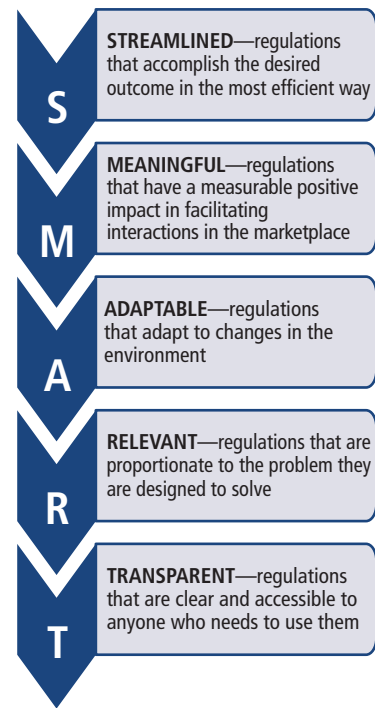 S
STREAMLINED—regulations
that accomplish the desired
outcome in the most efficient way
M
MEANINGFUL—regulations
that have a measurable positive
impact in facilitating
interactions in the marketplace
A
ADAPTABLE—regulations
that adapt to changes in the
environment
R
RELEVANT—regulations that are
proportionate to the problem they
are designed to solve
T
TRANSPARENT—regulations
that are clear and accessible to
anyone who needs to use them